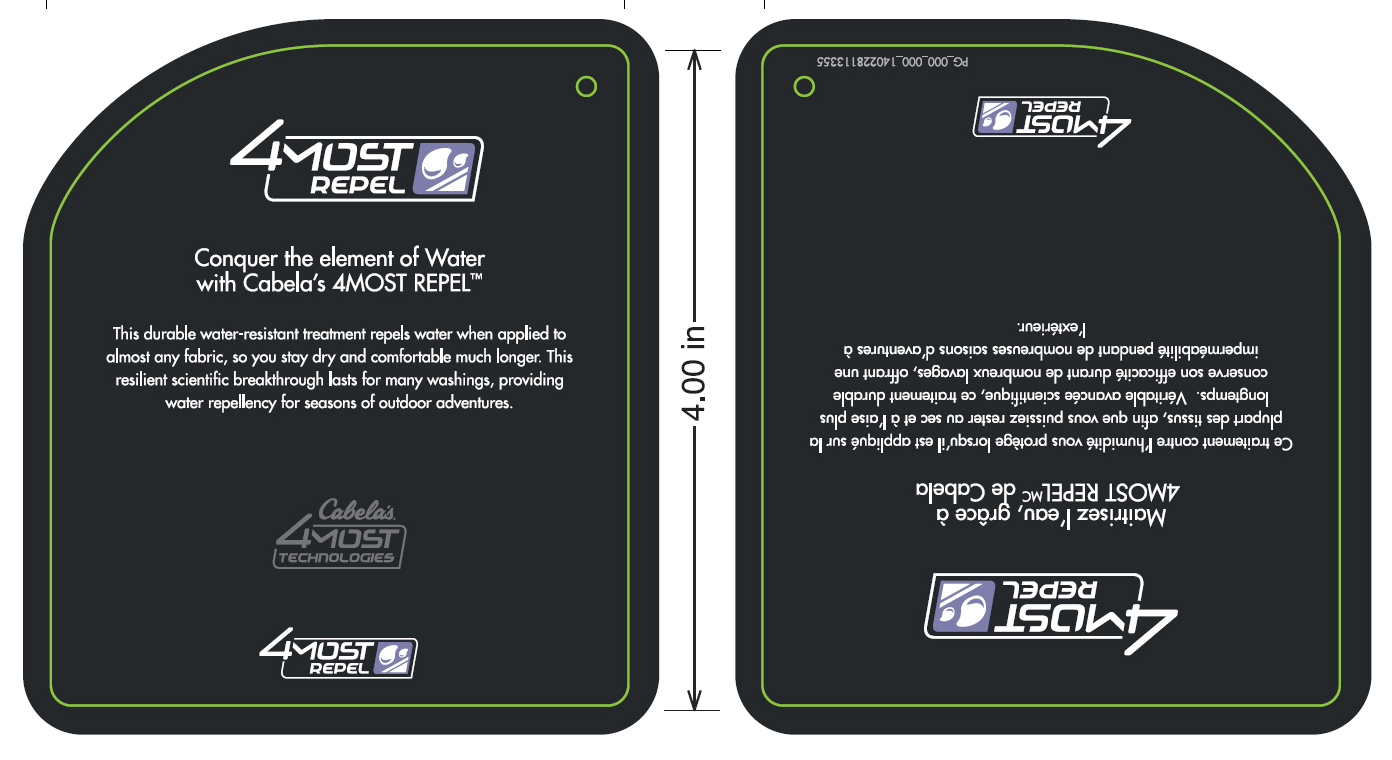 4MOST
REPEL
Conquer the element of Water
with Cabela's 4MOST REPEL™
This durable water-resistant treatment repels water when applied to
almost any fabric, so you stay dry and comfortable much longer. This
resilient scientific breakthrough lasts for many washings, providing
water repellency for seasons of outdoor adventures.
Cabela's
4MOST
TECHNOLOGIES
4MOST
REPEL
4.00 in
4MOST
REPEL
Maitrisez l'eau, grâce à
4MOST REPELMC de Cabela
Ce traitement contre l'humidité vous protège lorsqu'il est appliqué sur la
plupart des tissus, afin que vous puissiez rester au sec et à l'aise plus
longtemps. Véritable avancée scientifique, ce traitement durable
conserve son efficacité durant de nombreux lavages, offrant une
imperméabilité pendant de nombreuses saisons d'aventures à
l'extérieur.
4MOST
REPEL
PG_000_000_140228113355